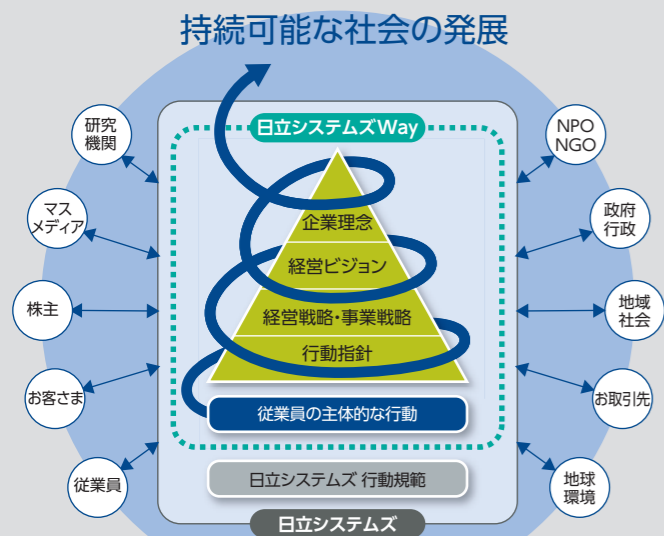 持続可能な社会の発展
日立システムズWay
研究
機関
マス
メディア
株主
お客さま
従業員
企業理念
経営ビジョン
経営戦略・事業戦略
行動指針
従業員の主体的な行動
日立システムズ 行動規範
日立システムズ
NPO
NGO
政府
行政
地域
社会
お取引先
地球
環境